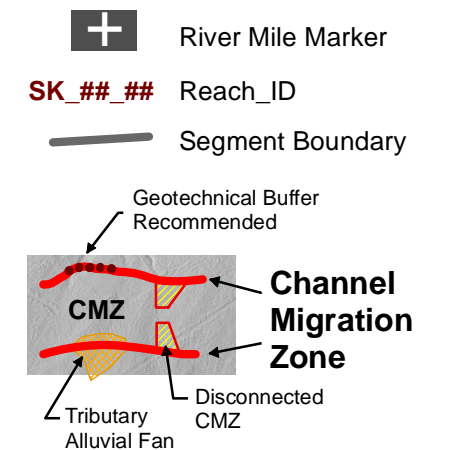 River Mile Marker
SK_##_## Reach_ID
Segment Boundary
Geotechnical Buffer
Recommended
CMZ
Channel
Migration
Zone
Disconnected
CMZ
Tributary
Alluvial Fan